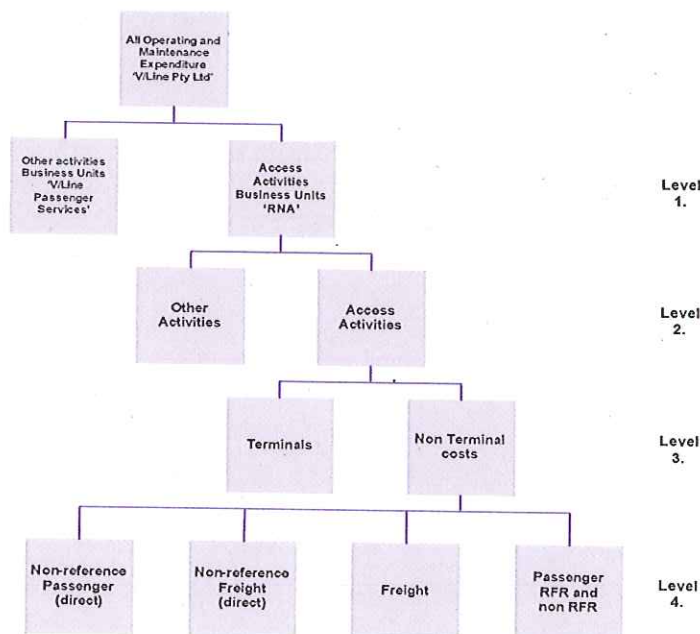 All Operating and
Maintenance
Expenditure
'V/Line Pty Ltd'
Other activities
Business Units
'V/Line
Passenger
Services'
Access
Activities
Business Units
'RNA'
Level
1.
Other
Activities
Access
Activities
Level
2.
Terminals
Non Terminal
costs
Level
3.
Non-reference
Passenger
(direct)
Non-reference
Freight
(direct)
Freight
Passenger
RFR and
non RFR
Level
4.